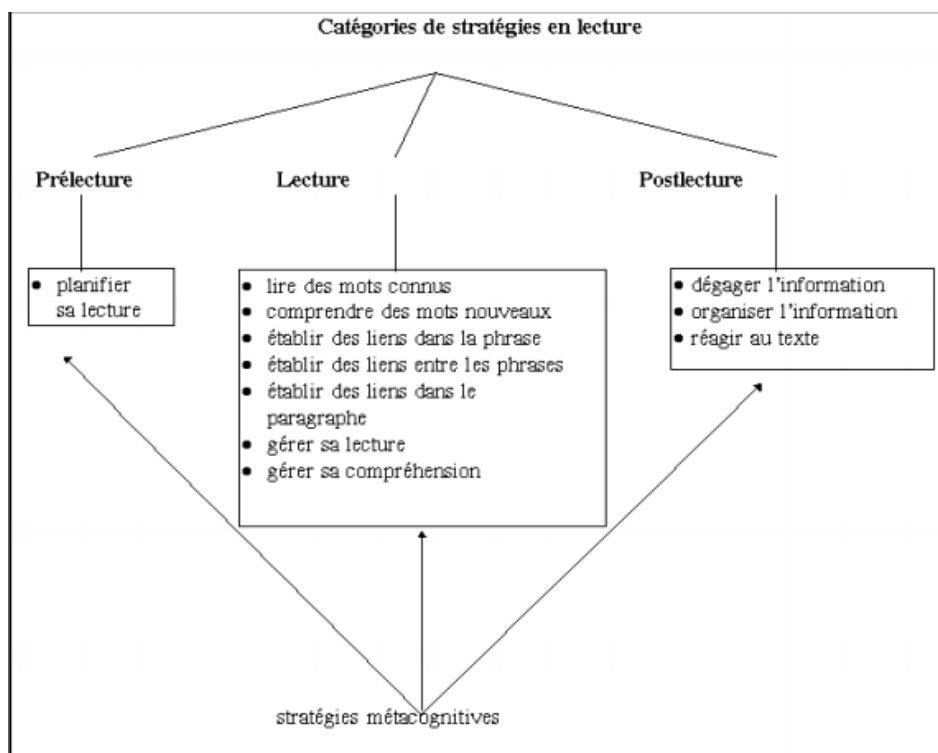 Catégories de stratégies en lecture
Prélecture
Lecture
Postlecture
• planifier
sa lecture
• lire des mots connus
• comprendre des mots nouveaux
• établir des liens dans la phrase
• établir des liens entre les phrases
• établir des liens dans le
paragraphe
• gérer sa lecture
• gérer sa compréhension
• dégager l'information
• organiser l'information
• réagir au texte
stratégies métacognitives